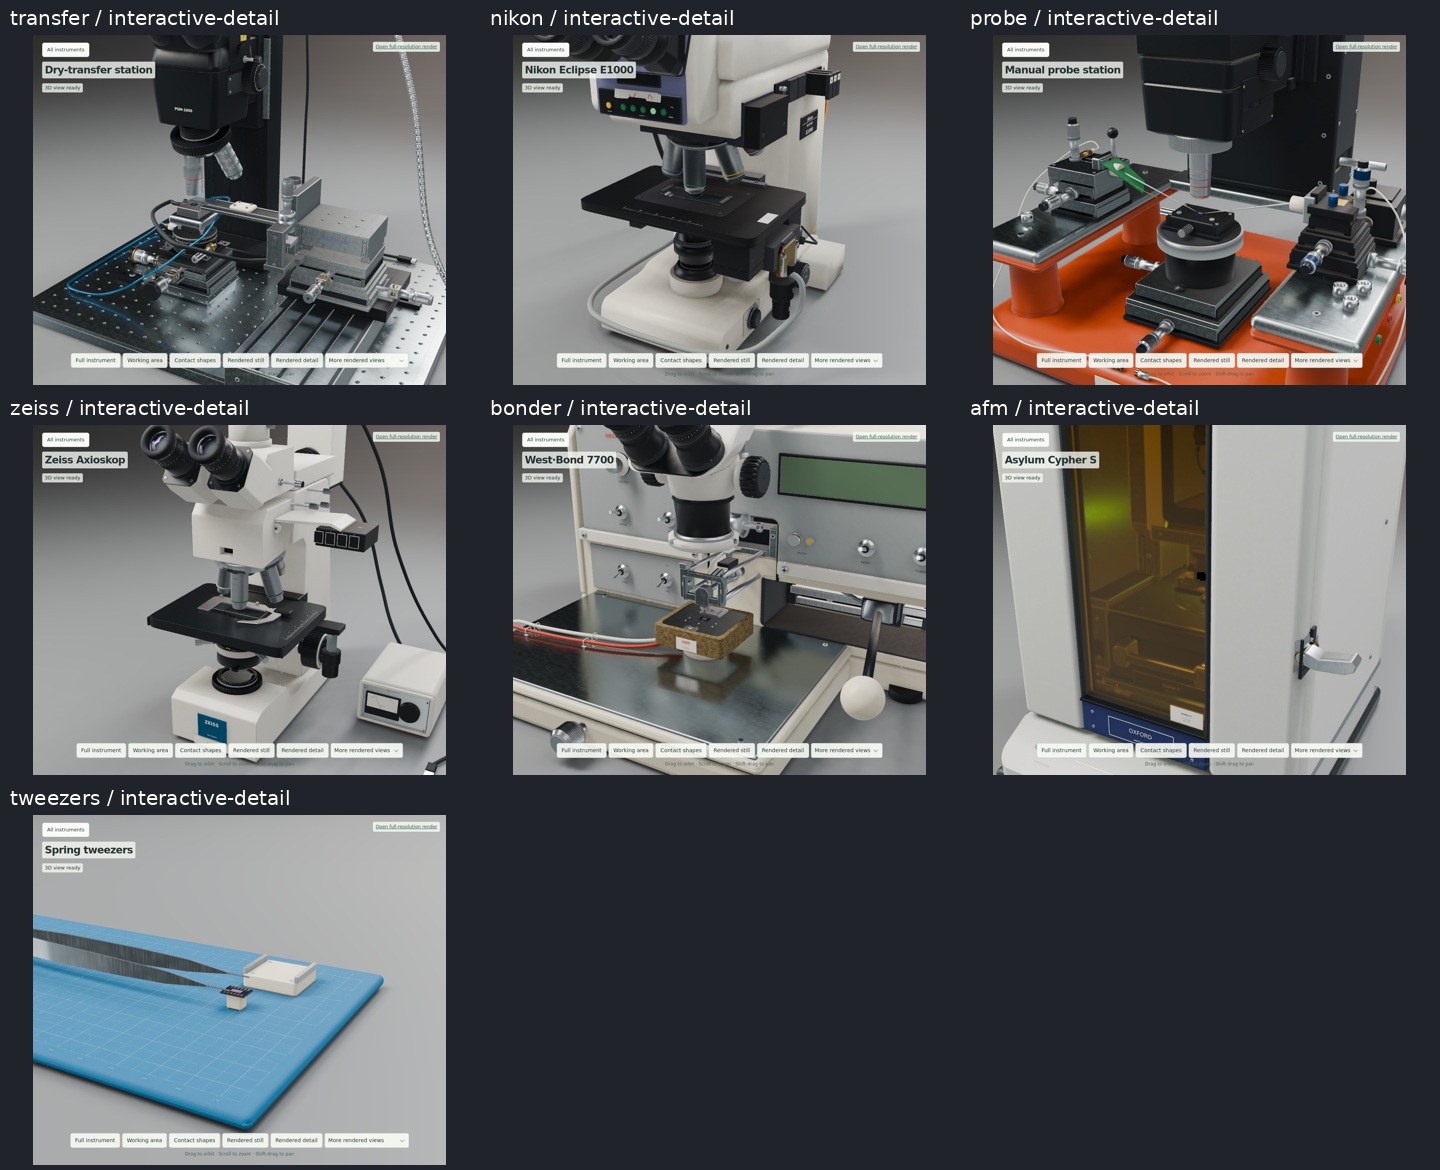 transfer / interactive-detail
All instruments
Open full-resolution render
Dry-transfer station
3D view ready
Full instrument
Working area
Contact shapes
Rendered still
Rendered detail
More rendered views
nikon / interactive-detail
All instruments
Open full-resolution render
Nikon Eclipse E1000
3D view ready
Full instrument
Working area
Contact shapes
Rendered still
Rendered detail
More rendered views
probe / interactive-detail
All instruments
Open full-resolution render
Manual probe station
3D view ready
Full instrument
Working area
Contact shapes
Rendered still
Rendered detail
More rendered views
zeiss / interactive-detail
All instruments
Open full-resolution render
Zeiss Axioskop
3D view ready
ZEISS
Full instrument
Working area
Contact shapes
Rendered still
Rendered detail
More rendered views
Drag to orbit · Scroll to zoom · Shift-drag to pan
bonder / interactive-detail
All instruments
Open full-resolution render
West·Bond 7700
3D view ready
Full instrument
Working area
Contact shapes
Rendered still
Rendered detail
More rendered views
afm / interactive-detail
All instruments
Open full-resolution render
Asylum Cypher S
3D view ready
OXFORD
Full instrument
Working area
Contact shapes
Rendered still
Rendered detail
More rendered views
tweezers / interactive-detail
All instruments
Open full-resolution render
Spring tweezers
3D view ready
Full instrument
Working area
Contact shapes
Rendered still
Rendered detail
More rendered views
Drag to orbit · Scroll to zoom · Shift-drag to pan